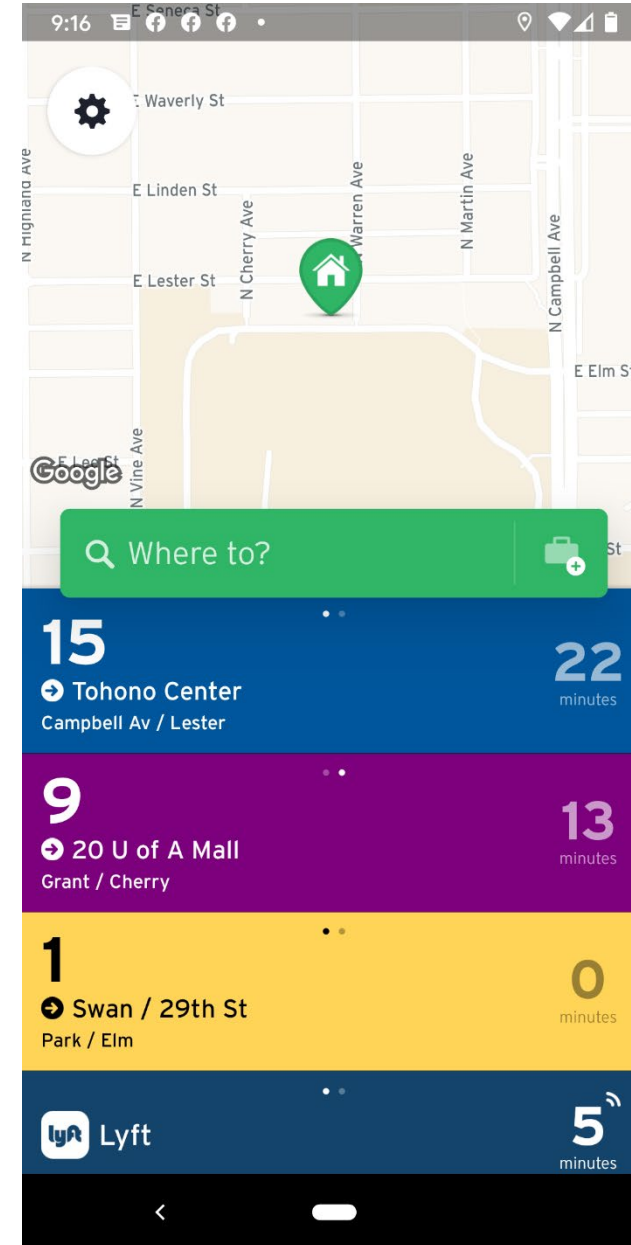 9:16
E Seneca St
E Waverly St
N Highland Ave
E Linden St
N Cherry Ave
N Warren Ave
N Martin Ave
N Campbell Ave
E Lester St
E Elm S
N Vine Ave
E Lee St
Google
Where to?
St
15
Tohono Center
Campbell Av / Lester
22
minutes
9
20 U of A Mall
Grant / Cherry
13
minutes
1
Swan / 29th St
Park / Elm
0
minutes
lyft
Lyft
5
minutes